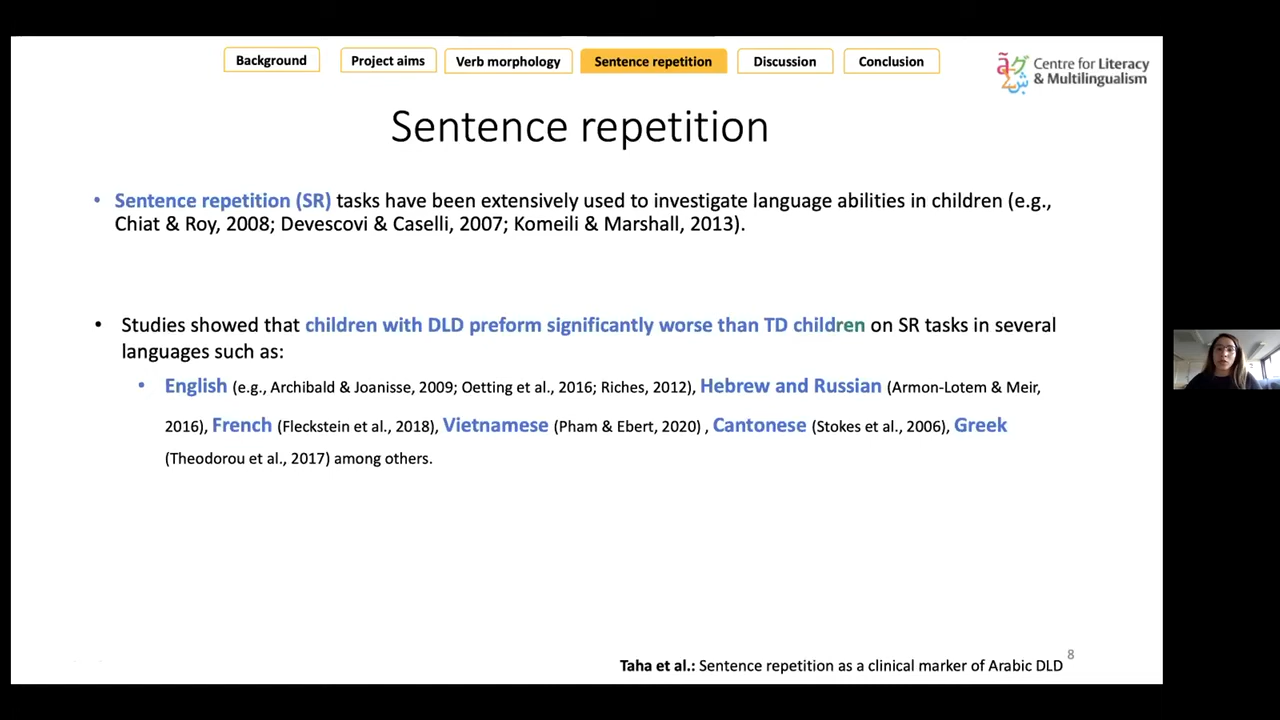 Background
Project aims
Verb morphology
Sentence repetition
Discussion
Conclusion
Centre for Literacy
& Multilingualism
Sentence repetition
• Sentence repetition (SR) tasks have been extensively used to investigate language abilities in children (e.g.,
Chiat & Roy, 2008; Devescovi & Caselli, 2007; Komeili & Marshall, 2013).
• Studies showed that children with DLD preform significantly worse than TD children on SR tasks in several
languages such as:
• English (e.g., Archibald & Joanisse, 2009; Oetting et al., 2016; Riches, 2012), Hebrew and Russian (Armon-Lotem & Meir,
2016), French (Fleckstein et al., 2018), Vietnamese (Pham & Ebert, 2020) , Cantonese (Stokes et al., 2006), Greek
(Theodorou et al., 2017) among others.
8
Taha et al.: Sentence repetition as a clinical marker of Arabic DLD